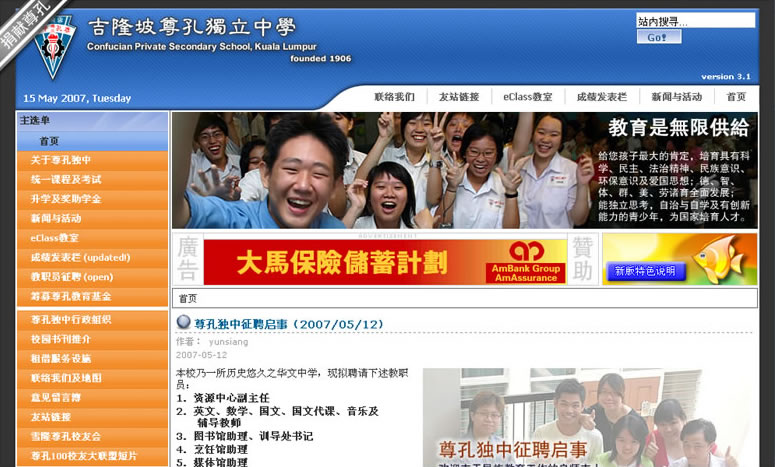 捐献尊孔
吉隆坡尊孔獨立中學
Confucian Private Secondary School, Kuala Lumpur
founded 1906
站内搜寻...
Go!
version 3.1
15 May 2007, Tuesday
联络我们 友站链接 eClass教室 成绩发表栏 新闻与活动 首页
主选单
首页
关于尊孔独中
统一课程及考试
升学及奖助学金
新闻与活动
eClass教室
成绩发表栏 (updated!)
教职员征聘 (open)
筹募尊孔教育基金
尊孔独中行政组织
校园书刊推介
租借服务设施
联络我们及地图
意见留言簿
友站链接
雪隆尊孔校友会
尊孔100校友大联盟短片
教育是無限供給
给您孩子最大的肯定，培育具有科
学、民主、法治精神、民族意识、
环保意识及爱国思想；德、智、
体、群、美、劳诸育全面发展；
能独立思考，自治与自学及有创新
能力的青少年，为国家培育人才。
ADVERTISEMENT
廣告
大馬保險儲蓄計劃
AmBank Group
AmAssurance
贊助
新版特色说明
首页
尊孔独中征聘启事（2007/05/12）
作者： yunsiang
2007-05-12
本校乃一所历史悠久之华文中学，现拟聘请下述教职
员：
1. 资源中心副主任
2. 英文、数学、国文、国文代课、音乐及
辅导教师
3. 图书馆助理、训导处书记
4. 烹饪馆助理
5. 媒体馆助理
尊孔独中征聘启事